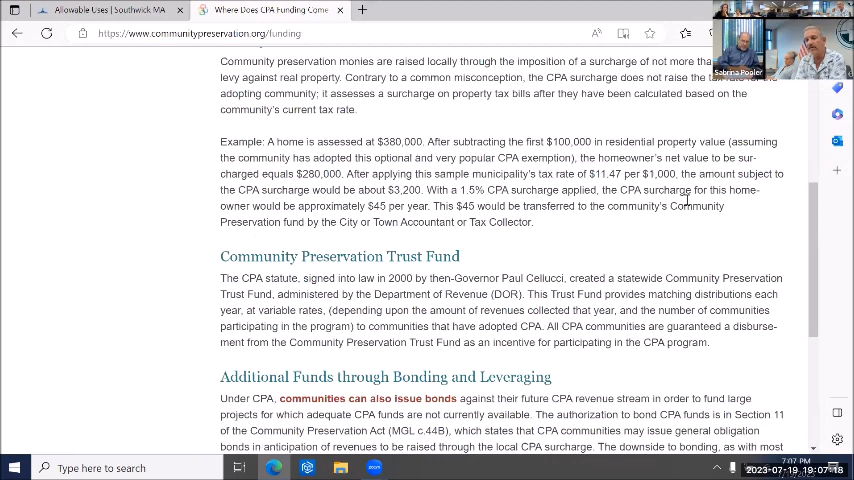 Allowable Uses | Southwick MA
Where Does CPA Funding Come
https://www.communitypreservation.org/funding
Sabrina Pooler
Community preservation monies are raised locally through the imposition of a surcharge of not more tha
levy against real property. Contrary to a common misconception, the CPA surcharge does not raise the tax rate for the
adopting community; it assesses a surcharge on property tax bills after they have been calculated based on the
community's current tax rate.
Example: A home is assessed at $380,000. After subtracting the first $100,000 in residential property value (assuming
the community has adopted this optional and very popular CPA exemption), the homeowner's net value to be sur-
charged equals $280,000. After applying this sample municipality's tax rate of $11.47 per $1,000, the amount subject to
the CPA surcharge would be about $3,200. With a 1.5% CPA surcharge applied, the CPA surcharge for this home-
owner would be approximately $45 per year. This $45 would be transferred to the community's Community
Preservation fund by the City or Town Accountant or Tax Collector.
Community Preservation Trust Fund
The CPA statute, signed into law in 2000 by then-Governor Paul Cellucci, created a statewide Community Preservation
Trust Fund, administered by the Department of Revenue (DOR). This Trust Fund provides matching distributions each
year, at variable rates, (depending upon the amount of revenues collected that year, and the number of communities
participating in the program) to communities that have adopted CPA. All CPA communities are guaranteed a disburse-
ment from the Community Preservation Trust Fund as an incentive for participating in the CPA program.
Additional Funds through Bonding and Leveraging
Under CPA, communities can also issue bonds against their future CPA revenue stream in order to fund large
projects for which adequate CPA funds are not currently available. The authorization to bond CPA funds is in Section 11
of the Community Preservation Act (MGL c.44B), which states that CPA communities may issue general obligation
bonds in anticipation of revenues to be raised through the local CPA surcharge. The downside to bonding, as with most
Type here to search
7:07 PM
2023-07-19 19:07:18